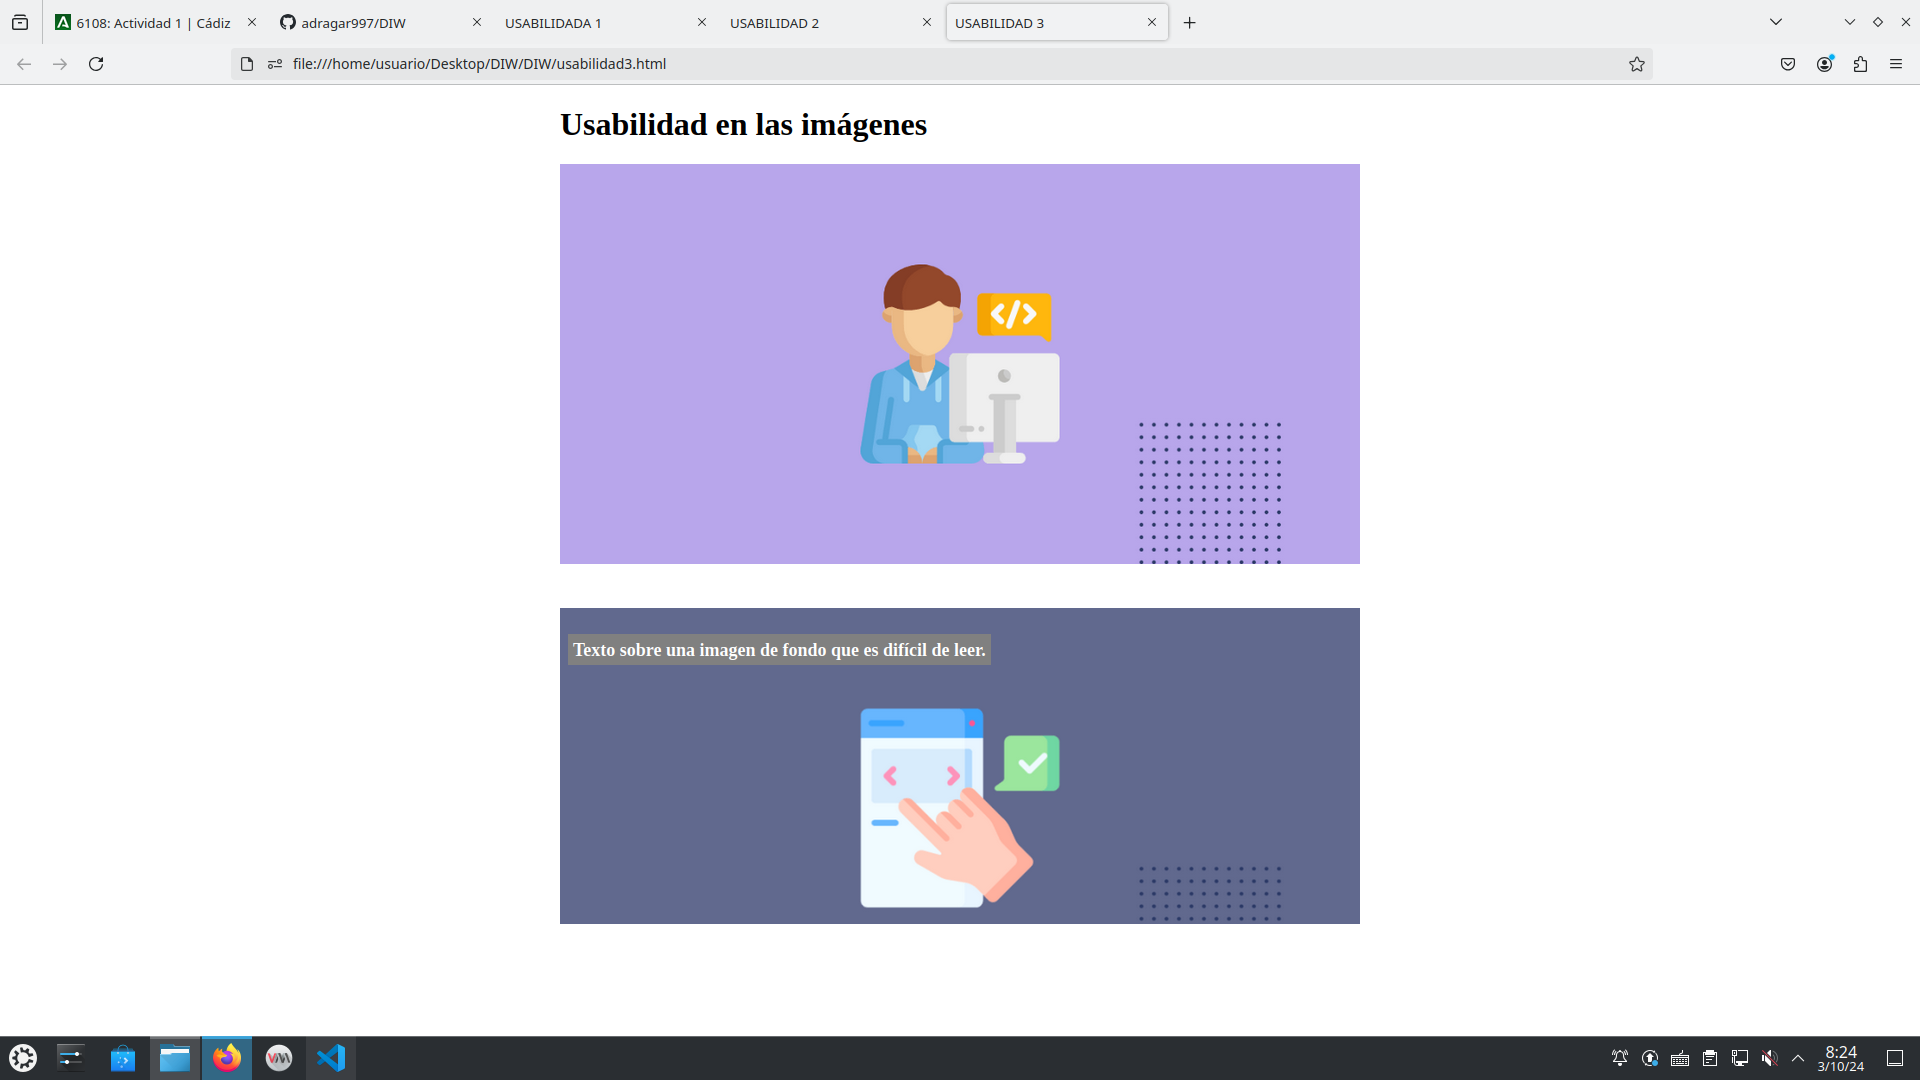 6108: Actividad 1 | Cádiz
adragar997/DIW
USABILIDADA 1
USABILIDAD 2
USABILIDAD 3
file:///home/usuario/Desktop/DIW/DIW/usabilidad3.html
Usabilidad en las imágenes
</>
Texto sobre una imagen de fondo que es difícil de leer.
8:24
3/10/24